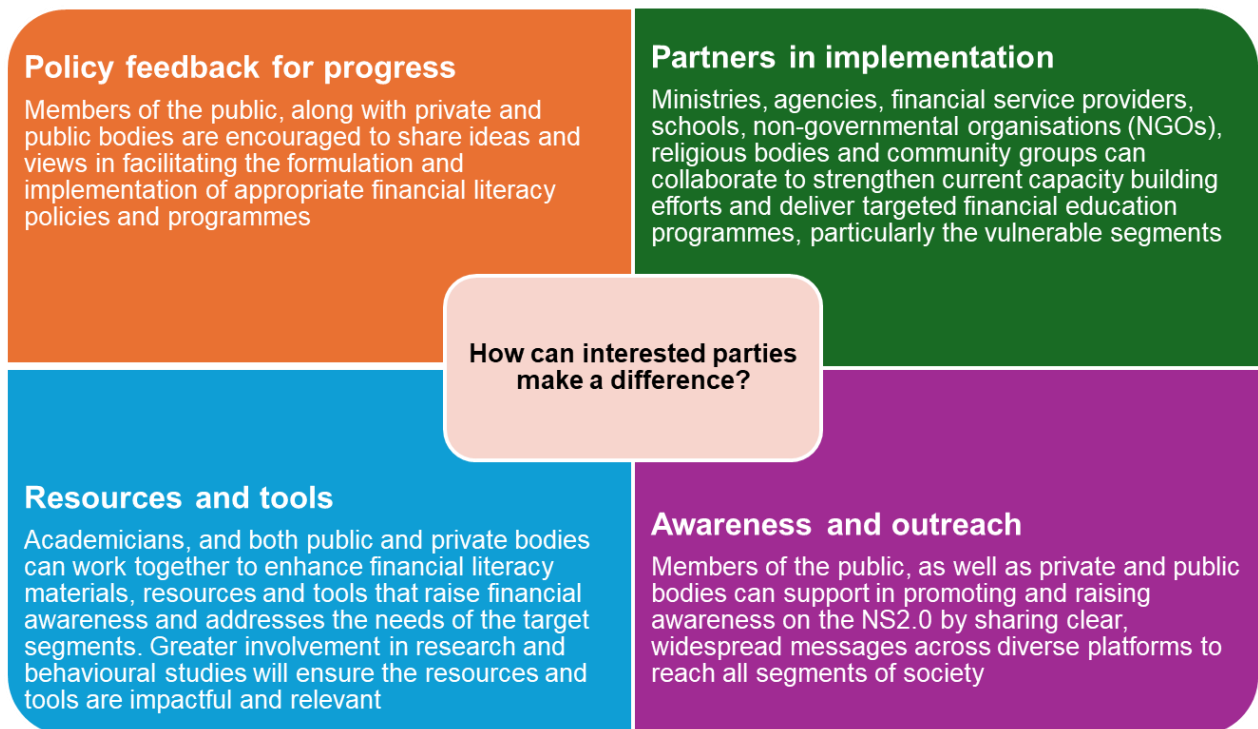 Policy feedback for progress
Members of the public, along with private and
public bodies are encouraged to share ideas and
views in facilitating the formulation and
implementation of appropriate financial literacy
policies and programmes
Partners in implementation
Ministries, agencies, financial service providers,
schools, non-governmental organisations (NGOs),
religious bodies and community groups can
collaborate to strengthen current capacity building
efforts and deliver targeted financial education
programmes, particularly the vulnerable segments
How can interested parties
make a difference?
Resources and tools
Academicians, and both public and private bodies
can work together to enhance financial literacy
materials, resources and tools that raise financial
awareness and addresses the needs of the target
segments. Greater involvement in research and
behavioural studies will ensure the resources and
tools are impactful and relevant
Awareness and outreach
Members of the public, as well as private and public
bodies can support in promoting and raising
awareness on the NS2.0 by sharing clear,
widespread messages across diverse platforms to
reach all segments of society